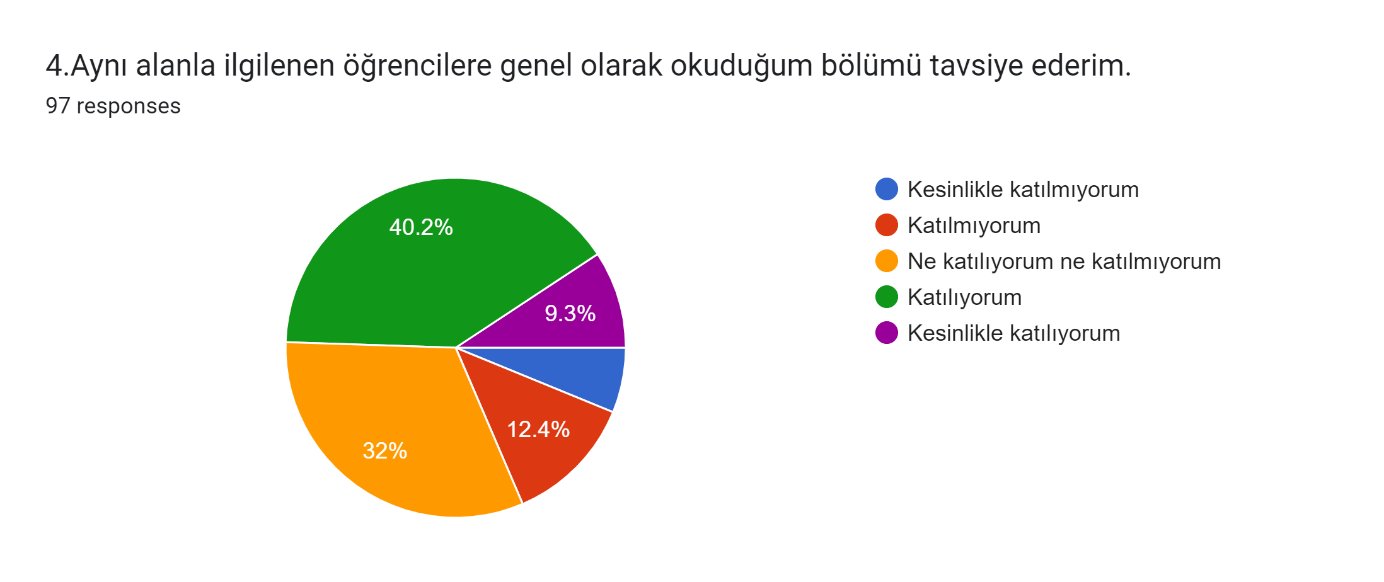 4.Aynı alanla ilgilenen öğrencilere genel olarak okuduğum bölümü tavsiye ederim.
97 responses
40.2%
9.3%
12.4%
32%
Kesinlikle katılmıyorum
Katılmıyorum
Ne katılıyorum ne katılmıyorum
Katılıyorum
Kesinlikle katılıyorum